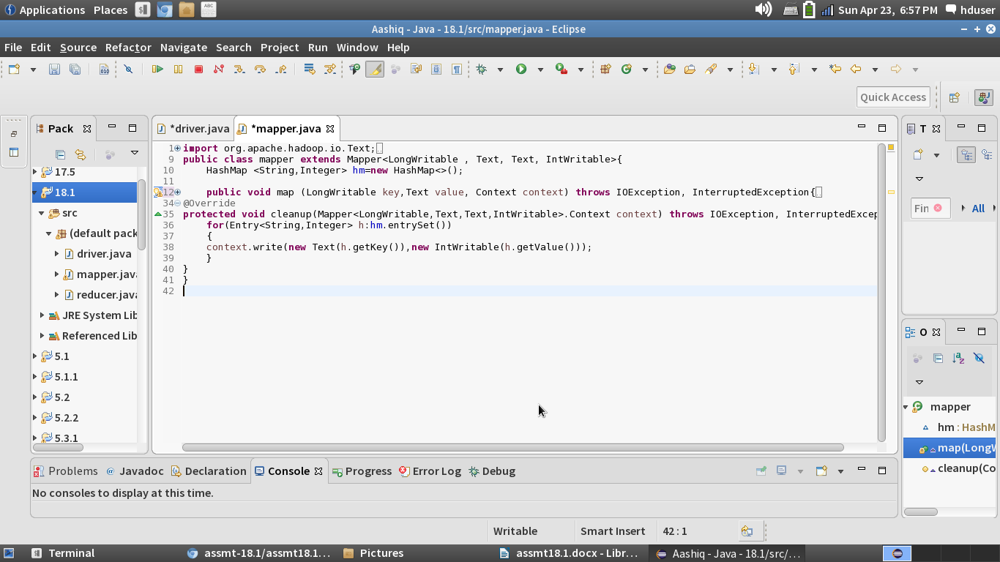 Applications Places Sun Apr 23, 6:57 PM hduser
Aashiq - Java - 18.1/src/mapper.java - Eclipse
File Edit Source Refactor Navigate Search Project Run Window Help
Quick Access
Pack
*driver.java *mapper.java
T
17.5
18.1
src
(default pack
driver.java
mapper.java
reducer.java
JRE System Lib
Referenced Lib
5.1
5.1.1
5.2
5.2.2
5.3.1
1 import org.apache.hadoop.io.Text;
9 public class mapper extends Mapper<LongWritable , Text, Text, IntWritable>{
10 HashMap <String,Integer> hm=new HashMap<>();
11
12 public void map (LongWritable key,Text value, Context context) throws IOException, InterruptedException{
34 @Override
35 protected void cleanup(Mapper<LongWritable,Text,Text,IntWritable>.Context context) throws IOException, InterruptedExcep
36 for(Entry<String,Integer> h:hm.entrySet())
37 {
38 context.write(new Text(h.getKey()),new IntWritable(h.getValue()));
39 }
40 }
41 }
42
Fin All
O
mapper
hm : HashM
map(LongW
cleanup(Co
Problems Javadoc Declaration Console Progress Error Log Debug
No consoles to display at this time.
Writable Smart Insert 42 : 1
Terminal assmt-18.1/assmt18.1... Pictures assmt18.1.docx - Libr... Aashiq - Java - 18.1/src/...